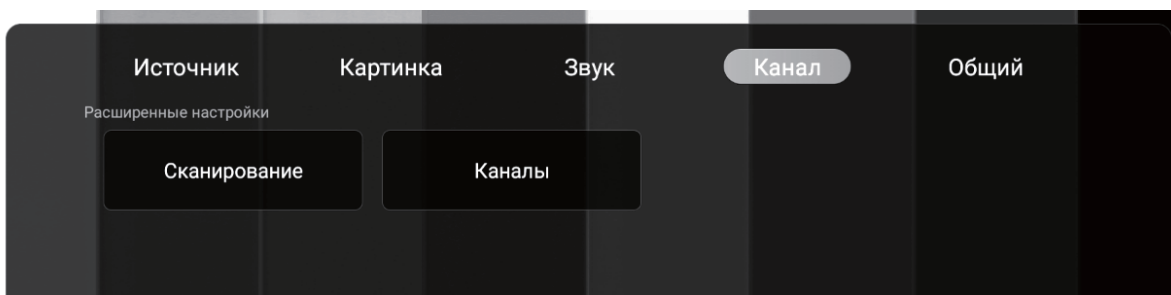 Источник Картинка Звук Канал Общий
Расширенные настройки
Сканирование Каналы